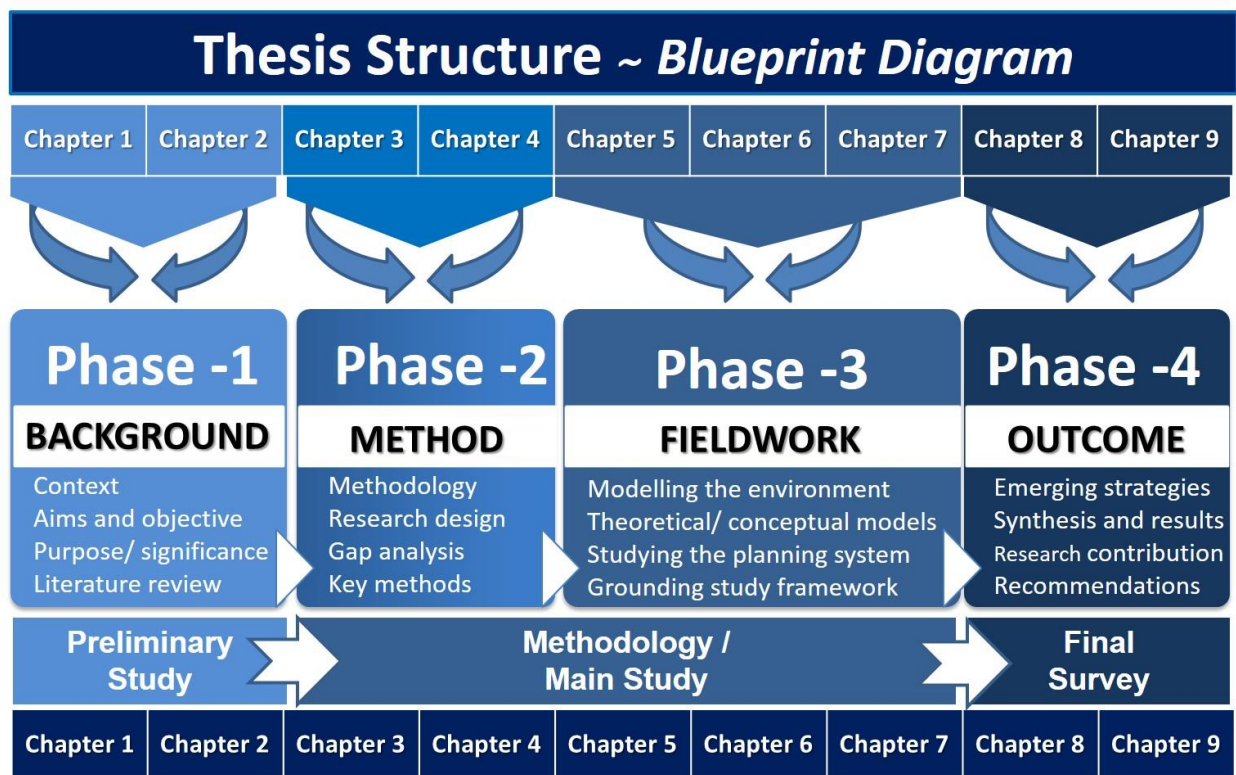 Thesis Structure ~ Blueprint Diagram
Chapter 1 Chapter 2 Chapter 3 Chapter 4 Chapter 5 Chapter 6 Chapter 7 Chapter 8 Chapter 9
Phase -1
BACKGROUND
Context
Aims and objective
Purpose/ significance
Literature review
Phase -2
METHOD
Methodology
Research design
Gap analysis
Key methods
Phase -3
FIELDWORK
Modelling the environment
Theoretical/ conceptual models
Studying the planning system
Grounding study framework
Phase -4
OUTCOME
Emerging strategies
Synthesis and results
Research contribution
Recommendations
Preliminary
Study
Methodology /
Main Study
Final
Survey
Chapter 1 Chapter 2 Chapter 3 Chapter 4 Chapter 5 Chapter 6 Chapter 7 Chapter 8 Chapter 9